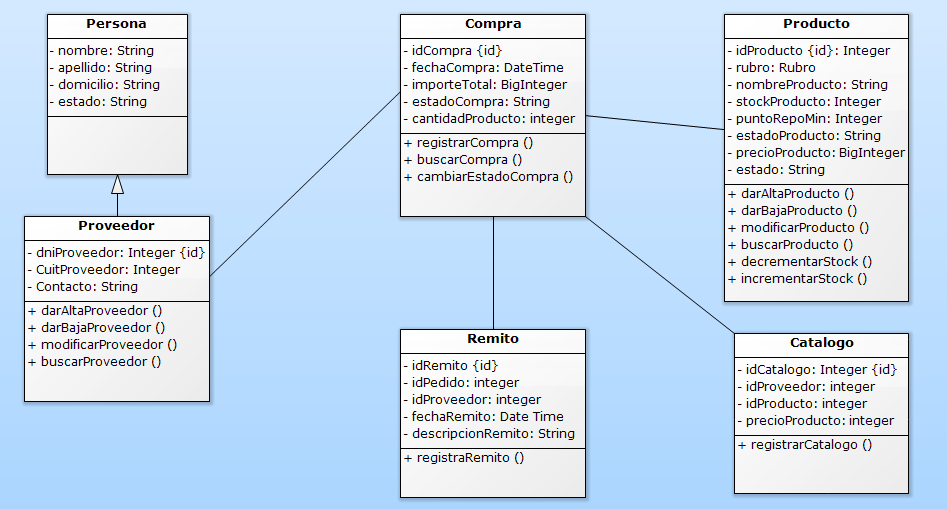 Persona
- nombre: String
- apellido: String
- domicilio: String
- estado: String
Proveedor
- dniProveedor: Integer {id}
- CuitProveedor: Integer
- Contacto: String
+ darAltaProveedor ()
+ darBajaProveedor ()
+ modificarProveedor ()
+ buscarProveedor ()
Compra
- idCompra {id}
- fechaCompra: DateTime
- importeTotal: BigInteger
- estadoCompra: String
- cantidadProducto: integer
+ registrarCompra ()
+ buscarCompra ()
+ cambiarEstadoCompra ()
Remito
- idRemito {id}
- idPedido: integer
- idProveedor: integer
- fechaRemito: Date Time
- descripcionRemito: String
+ registraRemito ()
Producto
- idProducto {id}: Integer
- rubro: Rubro
- nombreProducto: String
- stockProducto: Integer
- puntoRepoMin: Integer
- estadoProducto: String
- precioProducto: BigInteger
- estado: String
+ darAltaProducto ()
+ darBajaProducto ()
+ modificarProducto ()
+ buscarProducto ()
+ decrementarStock ()
+ incrementarStock ()
Catalogo
- idCatalogo: Integer {id}
- idProveedor: integer
- idProducto: integer
- precioProducto: integer
+ registrarCatalogo ()